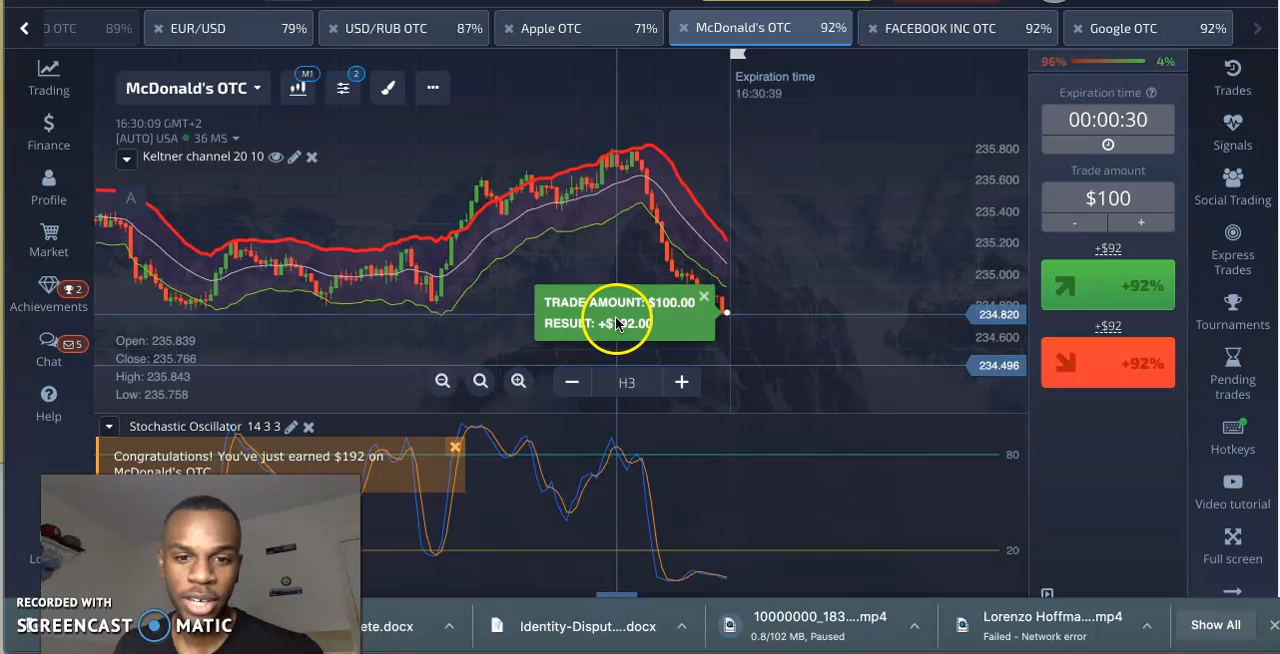 OTC 89%
EUR/USD 79%
USD/RUB OTC 87%
Apple OTC 71%
McDonald's OTC 92%
FACEBOOK INC OTC 92%
Google OTC 92%
Trading
Finance
Profile
Market
Achievements 2
Chat 5
Help
McDonald's OTC
M1
2
16:30:09 GMT+2
[AUTO] USA 36 MS
Keltner channel 20 10
A
Expiration time
16:30:39
235.800
235.600
235.400
235.200
235.000
234.820
234.600
234.496
TRADE AMOUNT: $100.00
RESULT: +$192.00
Open: 235.839
Close: 235.766
High: 235.843
Low: 235.758
H3
Stochastic Oscillator 14 3 3
Congratulations! You've just earned $192 on
McDonald's OTC
80
20
96% 4%
Expiration time
00:00:30
Trade amount
$100
- +
+$92
+92%
+$92
+92%
Trades
Signals
Social Trading
Express
Trades
Tournaments
Pending
trades
Hotkeys
Video tutorial
Full screen
RECORDED WITH
SCREENCAST MATIC
ete.docx
Identity-Disput....docx
10000000_183....mp4
0.8/102 MB, Paused
Lorenzo Hoffma....mp4
Failed - Network error
Show All